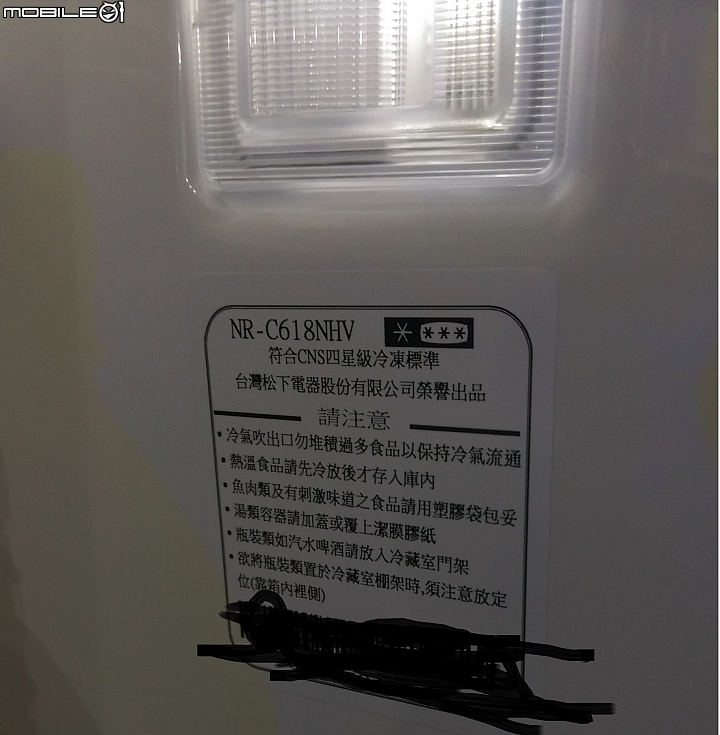 MOBILE01
NR-C618NHV
符合CNS四星級冷凍標準
台灣松下電器股份有限公司榮譽出品
請注意
•冷氣吹出口勿堆積過多食品以保持冷氣流通
•熱溫食品請先冷放後才存入庫內
•魚肉類及有刺激味道之食品請用塑膠袋包妥
•湯類容器請加蓋或覆上潔膜膠紙
•瓶裝類如汽水啤酒請放入冷藏室門架
•欲將瓶裝類置於冷藏室棚架時,須注意放定
位(靠箱內裡側)